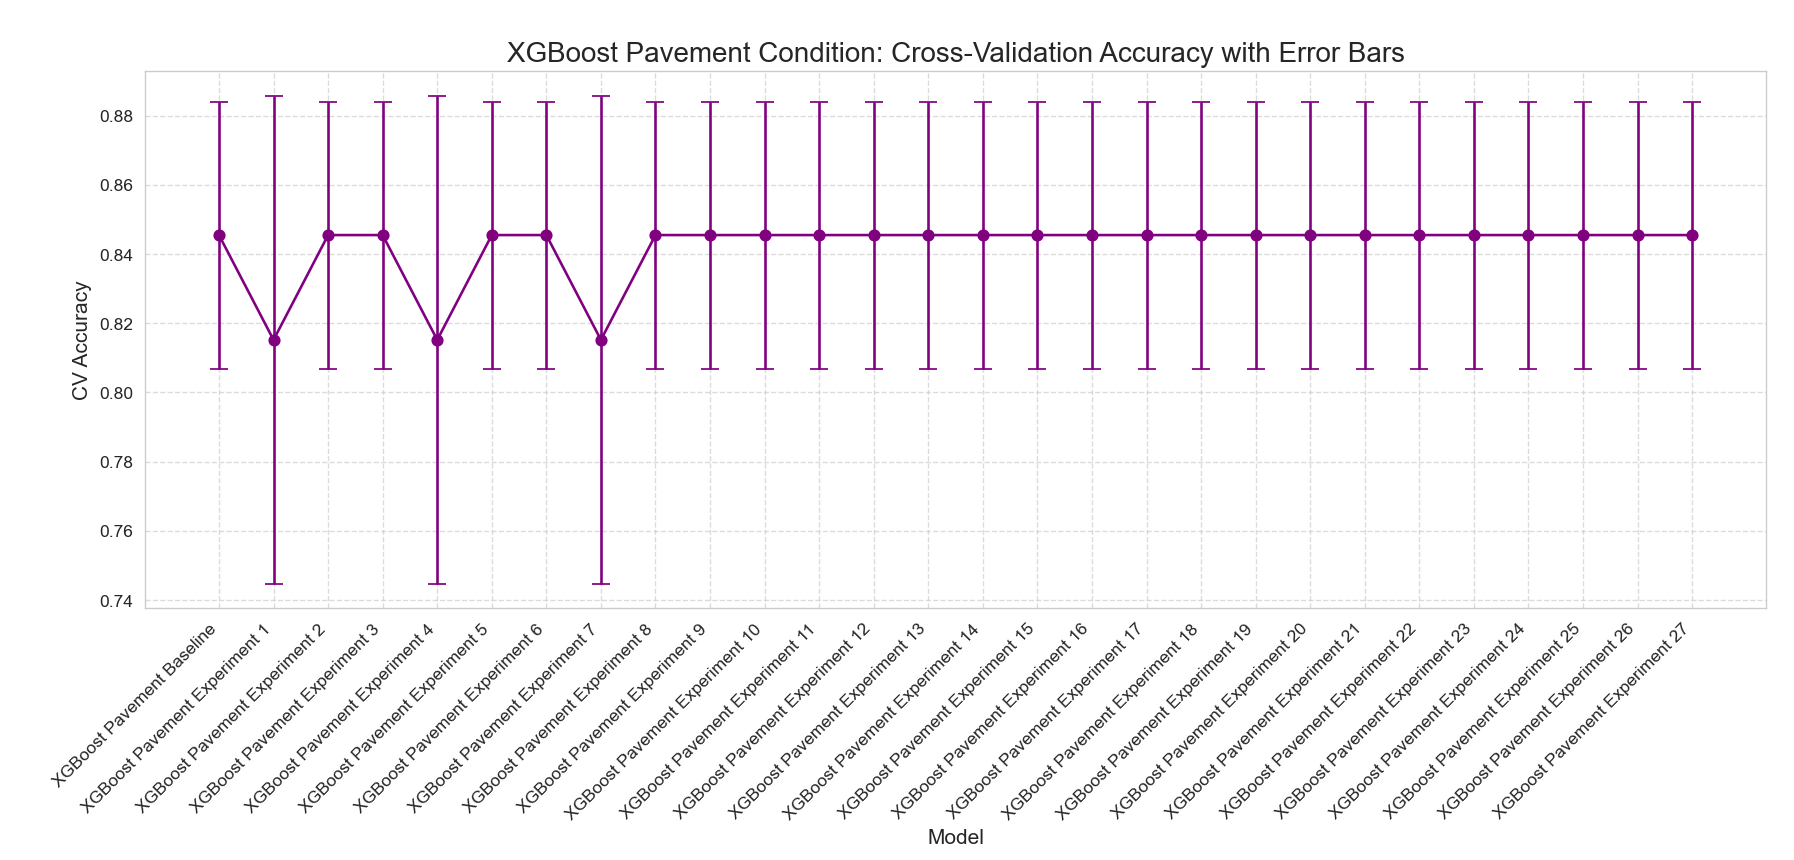 XGBoost Pavement Condition: Cross-Validation Accuracy with Error Bars
CV Accuracy
0.88
0.86
0.84
0.82
0.80
0.78
0.76
0.74
XGBoost Pavement Baseline
XGBoost Pavement Experiment 1
XGBoost Pavement Experiment 2
XGBoost Pavement Experiment 3
XGBoost Pavement Experiment 4
XGBoost Pavement Experiment 5
XGBoost Pavement Experiment 6
XGBoost Pavement Experiment 7
XGBoost Pavement Experiment 8
XGBoost Pavement Experiment 9
XGBoost Pavement Experiment 10
XGBoost Pavement Experiment 11
XGBoost Pavement Experiment 12
XGBoost Pavement Experiment 13
XGBoost Pavement Experiment 14
XGBoost Pavement Experiment 15
XGBoost Pavement Experiment 16
XGBoost Pavement Experiment 17
XGBoost Pavement Experiment 18
XGBoost Pavement Experiment 19
XGBoost Pavement Experiment 20
XGBoost Pavement Experiment 21
XGBoost Pavement Experiment 22
XGBoost Pavement Experiment 23
XGBoost Pavement Experiment 24
XGBoost Pavement Experiment 25
XGBoost Pavement Experiment 26
XGBoost Pavement Experiment 27
Model